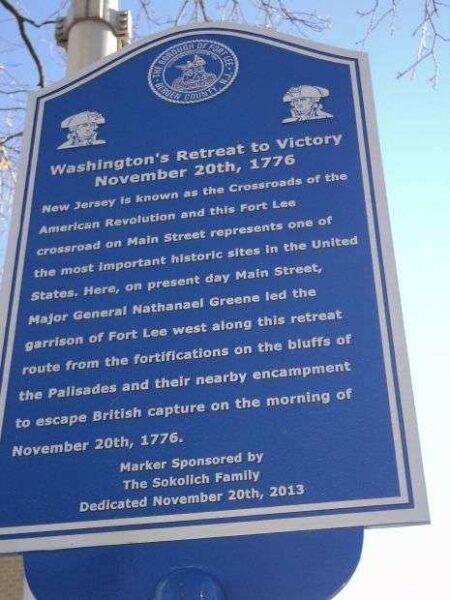 THE BOROUGH OF FORT LEE
BERGEN COUNTY
Washington's Retreat to Victory
November 20th, 1776
New Jersey is known as the Crossroads of the
American Revolution and this Fort Lee
crossroad on Main Street represents one of
the most important historic sites in the United
States. Here, on present day Main Street,
Major General Nathanael Greene led the
garrison of Fort Lee west along this retreat
route from the fortifications on the bluffs of
the Palisades and their nearby encampment
to escape British capture on the morning of
November 20th, 1776.
Marker Sponsored by
The Sokolich Family
Dedicated November 20th, 2013